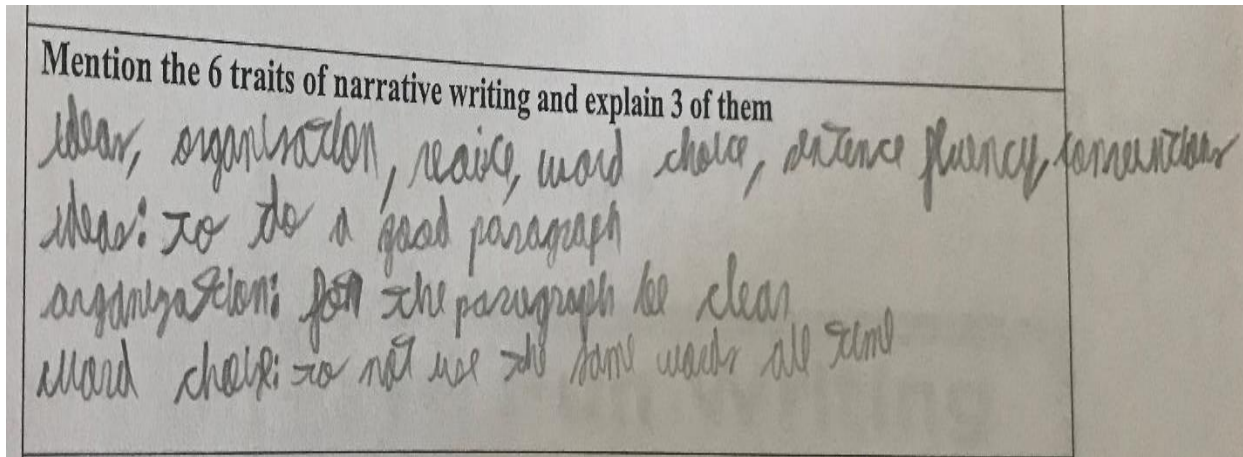 Mention the 6 traits of narrative writing and explain 3 of them
ideas, organisation, voice, word choice, sentence fluency, conventions
ideas: to do a good paragraph
organization: for the paragraph be clear
word choice: to not use the same words all time